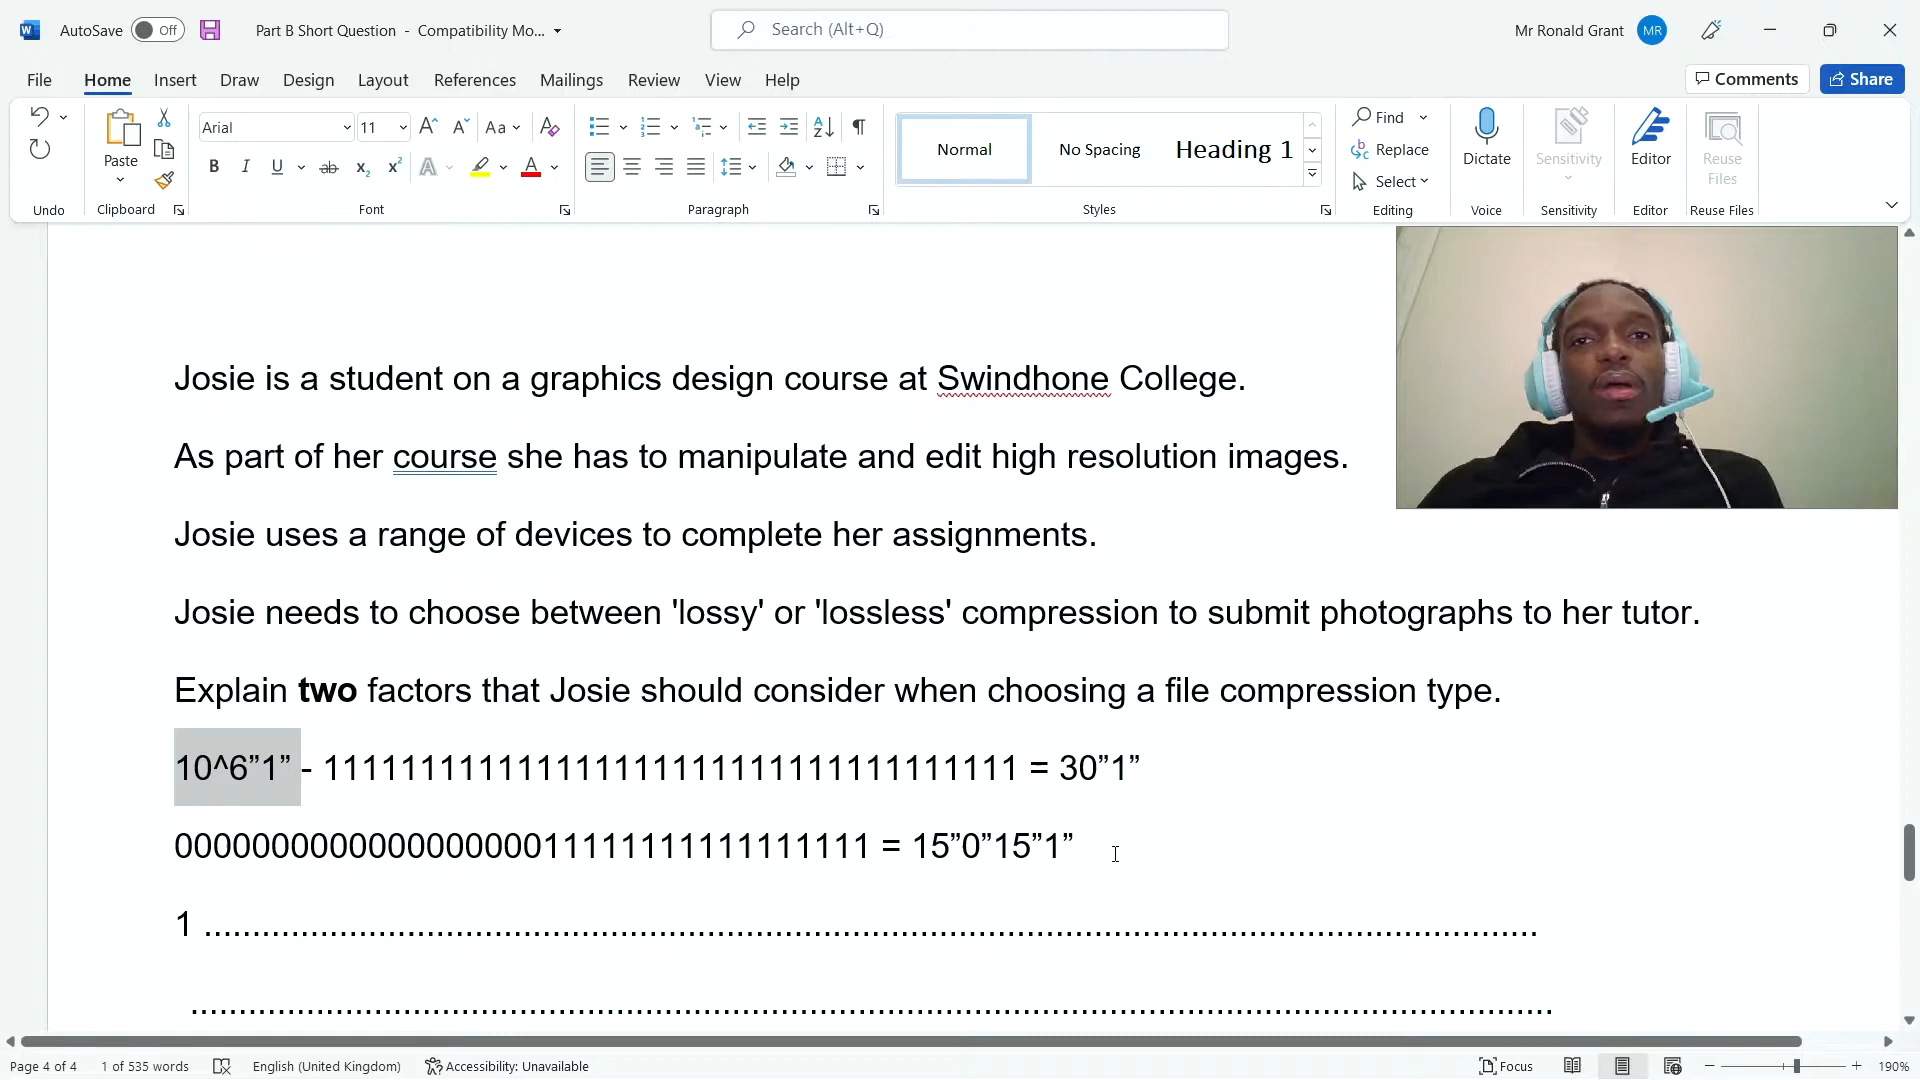 AutoSave Off Part B Short Question - Compatibility Mo... Search (Alt+Q) Mr Ronald Grant MR
File Home Insert Draw Design Layout References Mailings Review View Help Comments Share
Arial 11 Aa
Paste
Normal No Spacing Heading 1
Find
Replace
Select
Dictate
Sensitivity
Editor
Reuse Files
Undo Clipboard Font Paragraph Styles Editing Voice Sensitivity Editor Reuse Files
Josie is a student on a graphics design course at Swindhone College.
As part of her course she has to manipulate and edit high resolution images.
Josie uses a range of devices to complete her assignments.
Josie needs to choose between 'lossy' or 'lossless' compression to submit photographs to her tutor.
Explain two factors that Josie should consider when choosing a file compression type.
10^6”1” - 111111111111111111111111111111111111 = 30”1”
00000000000000000001111111111111111 = 15”0”15”1”
1 ........................................................................................................................................
........................................................................................................................................
Page 4 of 4 1 of 535 words English (United Kingdom) Accessibility: Unavailable Focus 190%